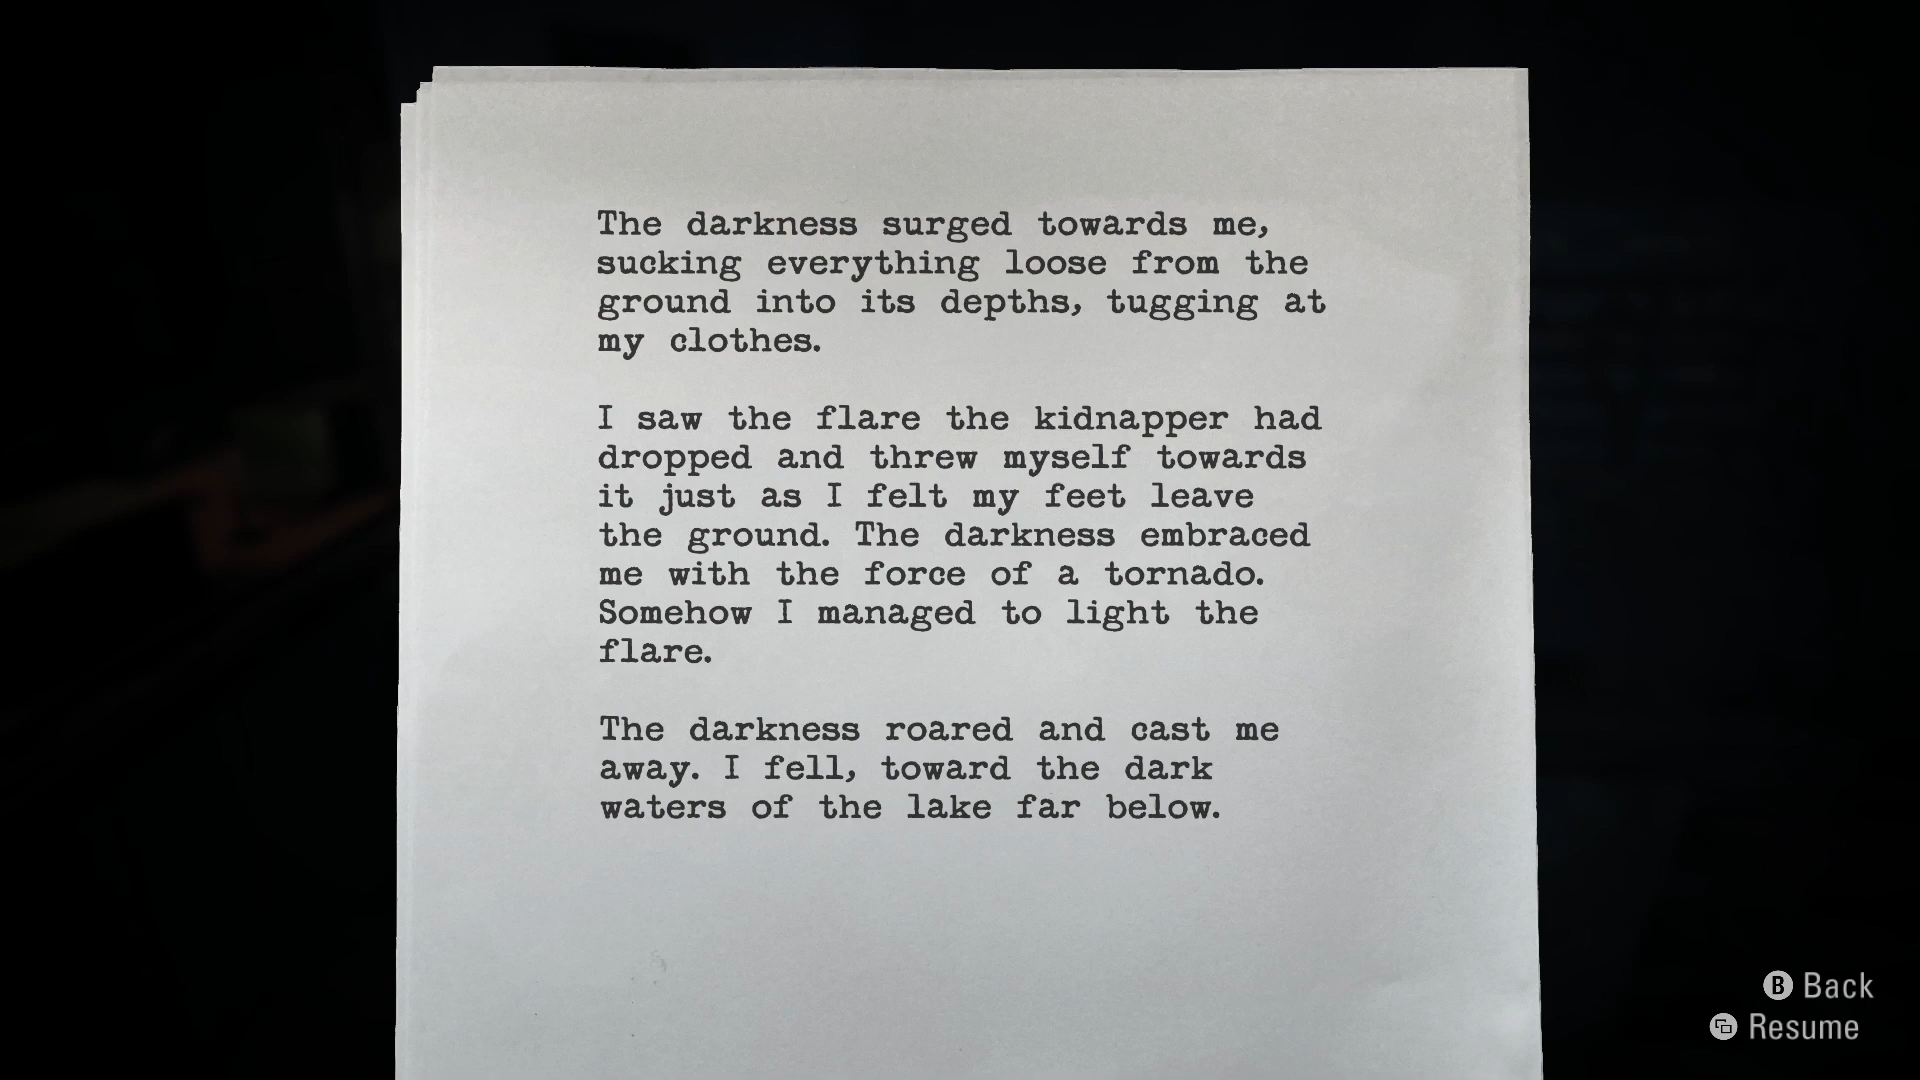 The darkness surged towards me,
sucking everything loose from the
ground into its depths, tugging at
my clothes.
I saw the flare the kidnapper had
dropped and threw myself towards
it just as I felt my feet leave
the ground. The darkness embraced
me with the force of a tornado.
Somehow I managed to light the
flare.
The darkness roared and cast me
away. I fell, toward the dark
waters of the lake far below.
B Back
Resume